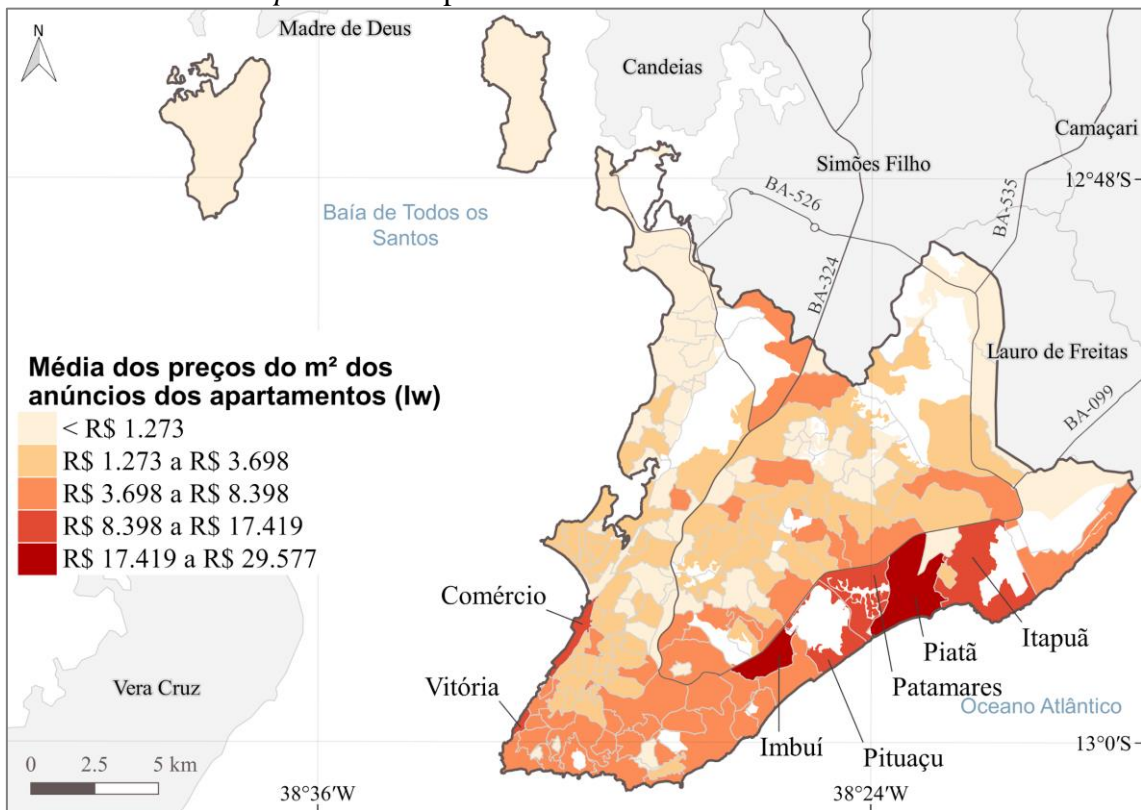 N
Madre de Deus
Candeias
Camaçari
Simões Filho
12°48'S
BA-526
BA-535
Baía de Todos os
Santos
BA-324
Lauro de Freitas
BA-099
Média dos preços do m² dos
anúncios dos apartamentos (Iw)
< R$ 1.273
R$ 1.273 a R$ 3.698
R$ 3.698 a R$ 8.398
R$ 8.398 a R$ 17.419
R$ 17.419 a R$ 29.577
Comércio
Itapuã
Piatã
Vera Cruz
Vitória
Patamares
Oceano Atlântico
Imbuí
Pituaçu
13°0'S
0 2.5 5 km
38°36'W
38°24'W